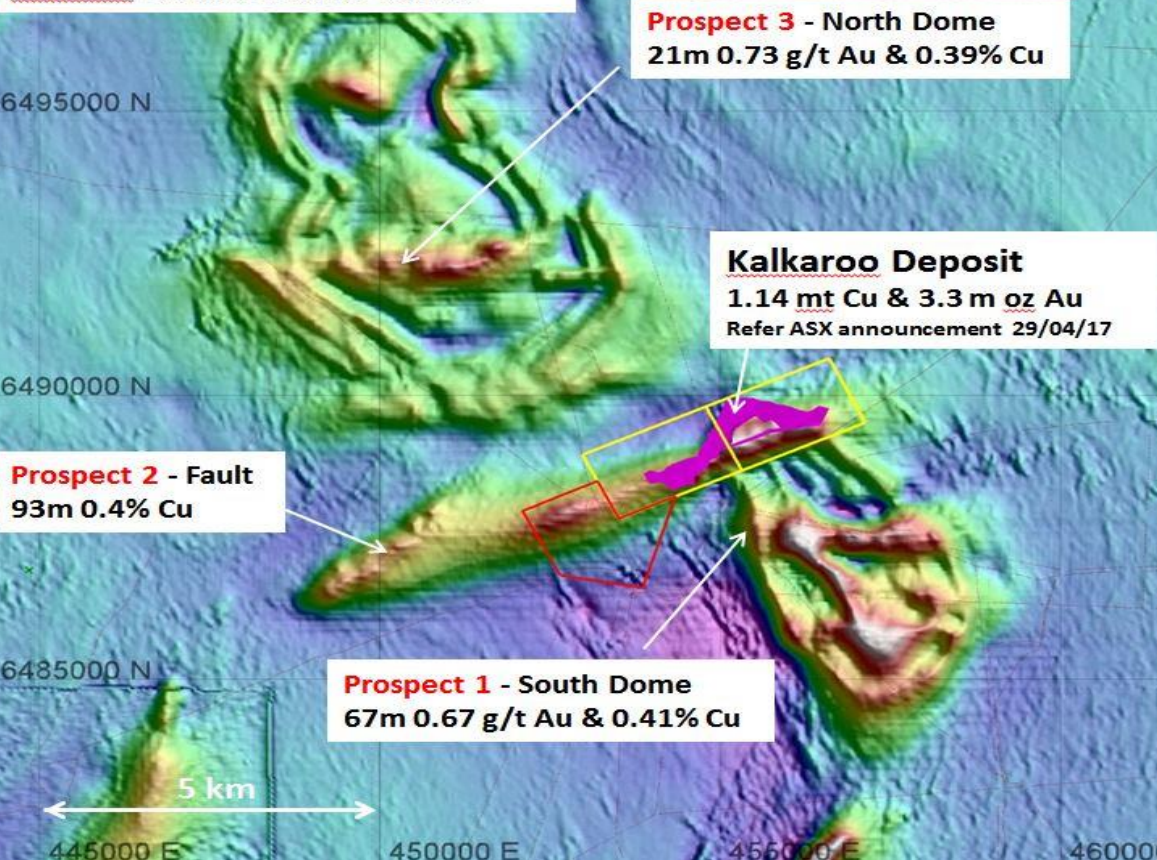 Prospect 3 - North Dome
21m 0.73 g/t Au & 0.39% Cu
6495000 N
Kalkaroo Deposit
1.14 mt Cu & 3.3 m oz Au
Refer ASX announcement 29/04/17
6490000 N
Prospect 2 - Fault
93m 0.4% Cu
6485000 N
Prospect 1 - South Dome
67m 0.67 g/t Au & 0.41% Cu
5 km
445000 E
450000 E
455000 E
460000